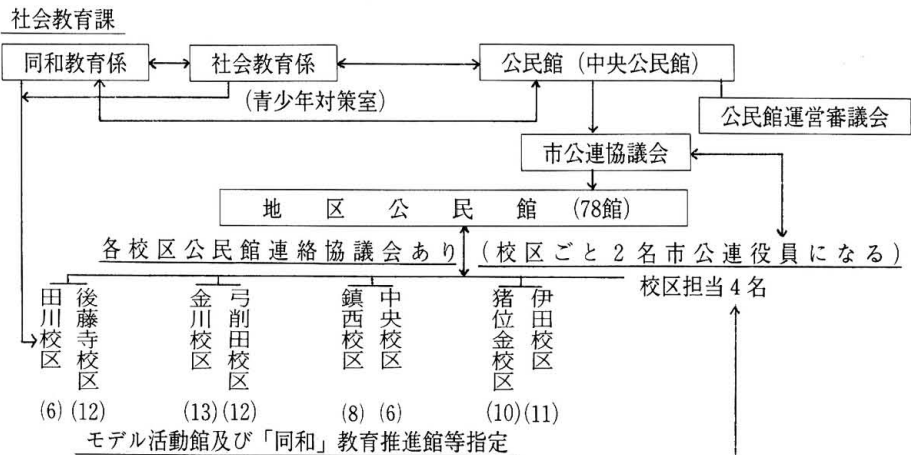 社会教育課
同和教育係
社会教育係
公民館(中央公民館)
(青少年対策室)
公民館運営審議会
市公連協議会
地区公民館(78館)
各校区公民館連絡協議会あり
(校区ごと2名市公連役員になる)
校区担当4名
田川校区
後藤寺校区
金川校区
弓削田校区
鎮西校区
中央校区
猪位金校区
伊田校区
(6) (12) (13) (12) (8) (6) (10) (11)
モデル活動館及び「同和」教育推進館等指定